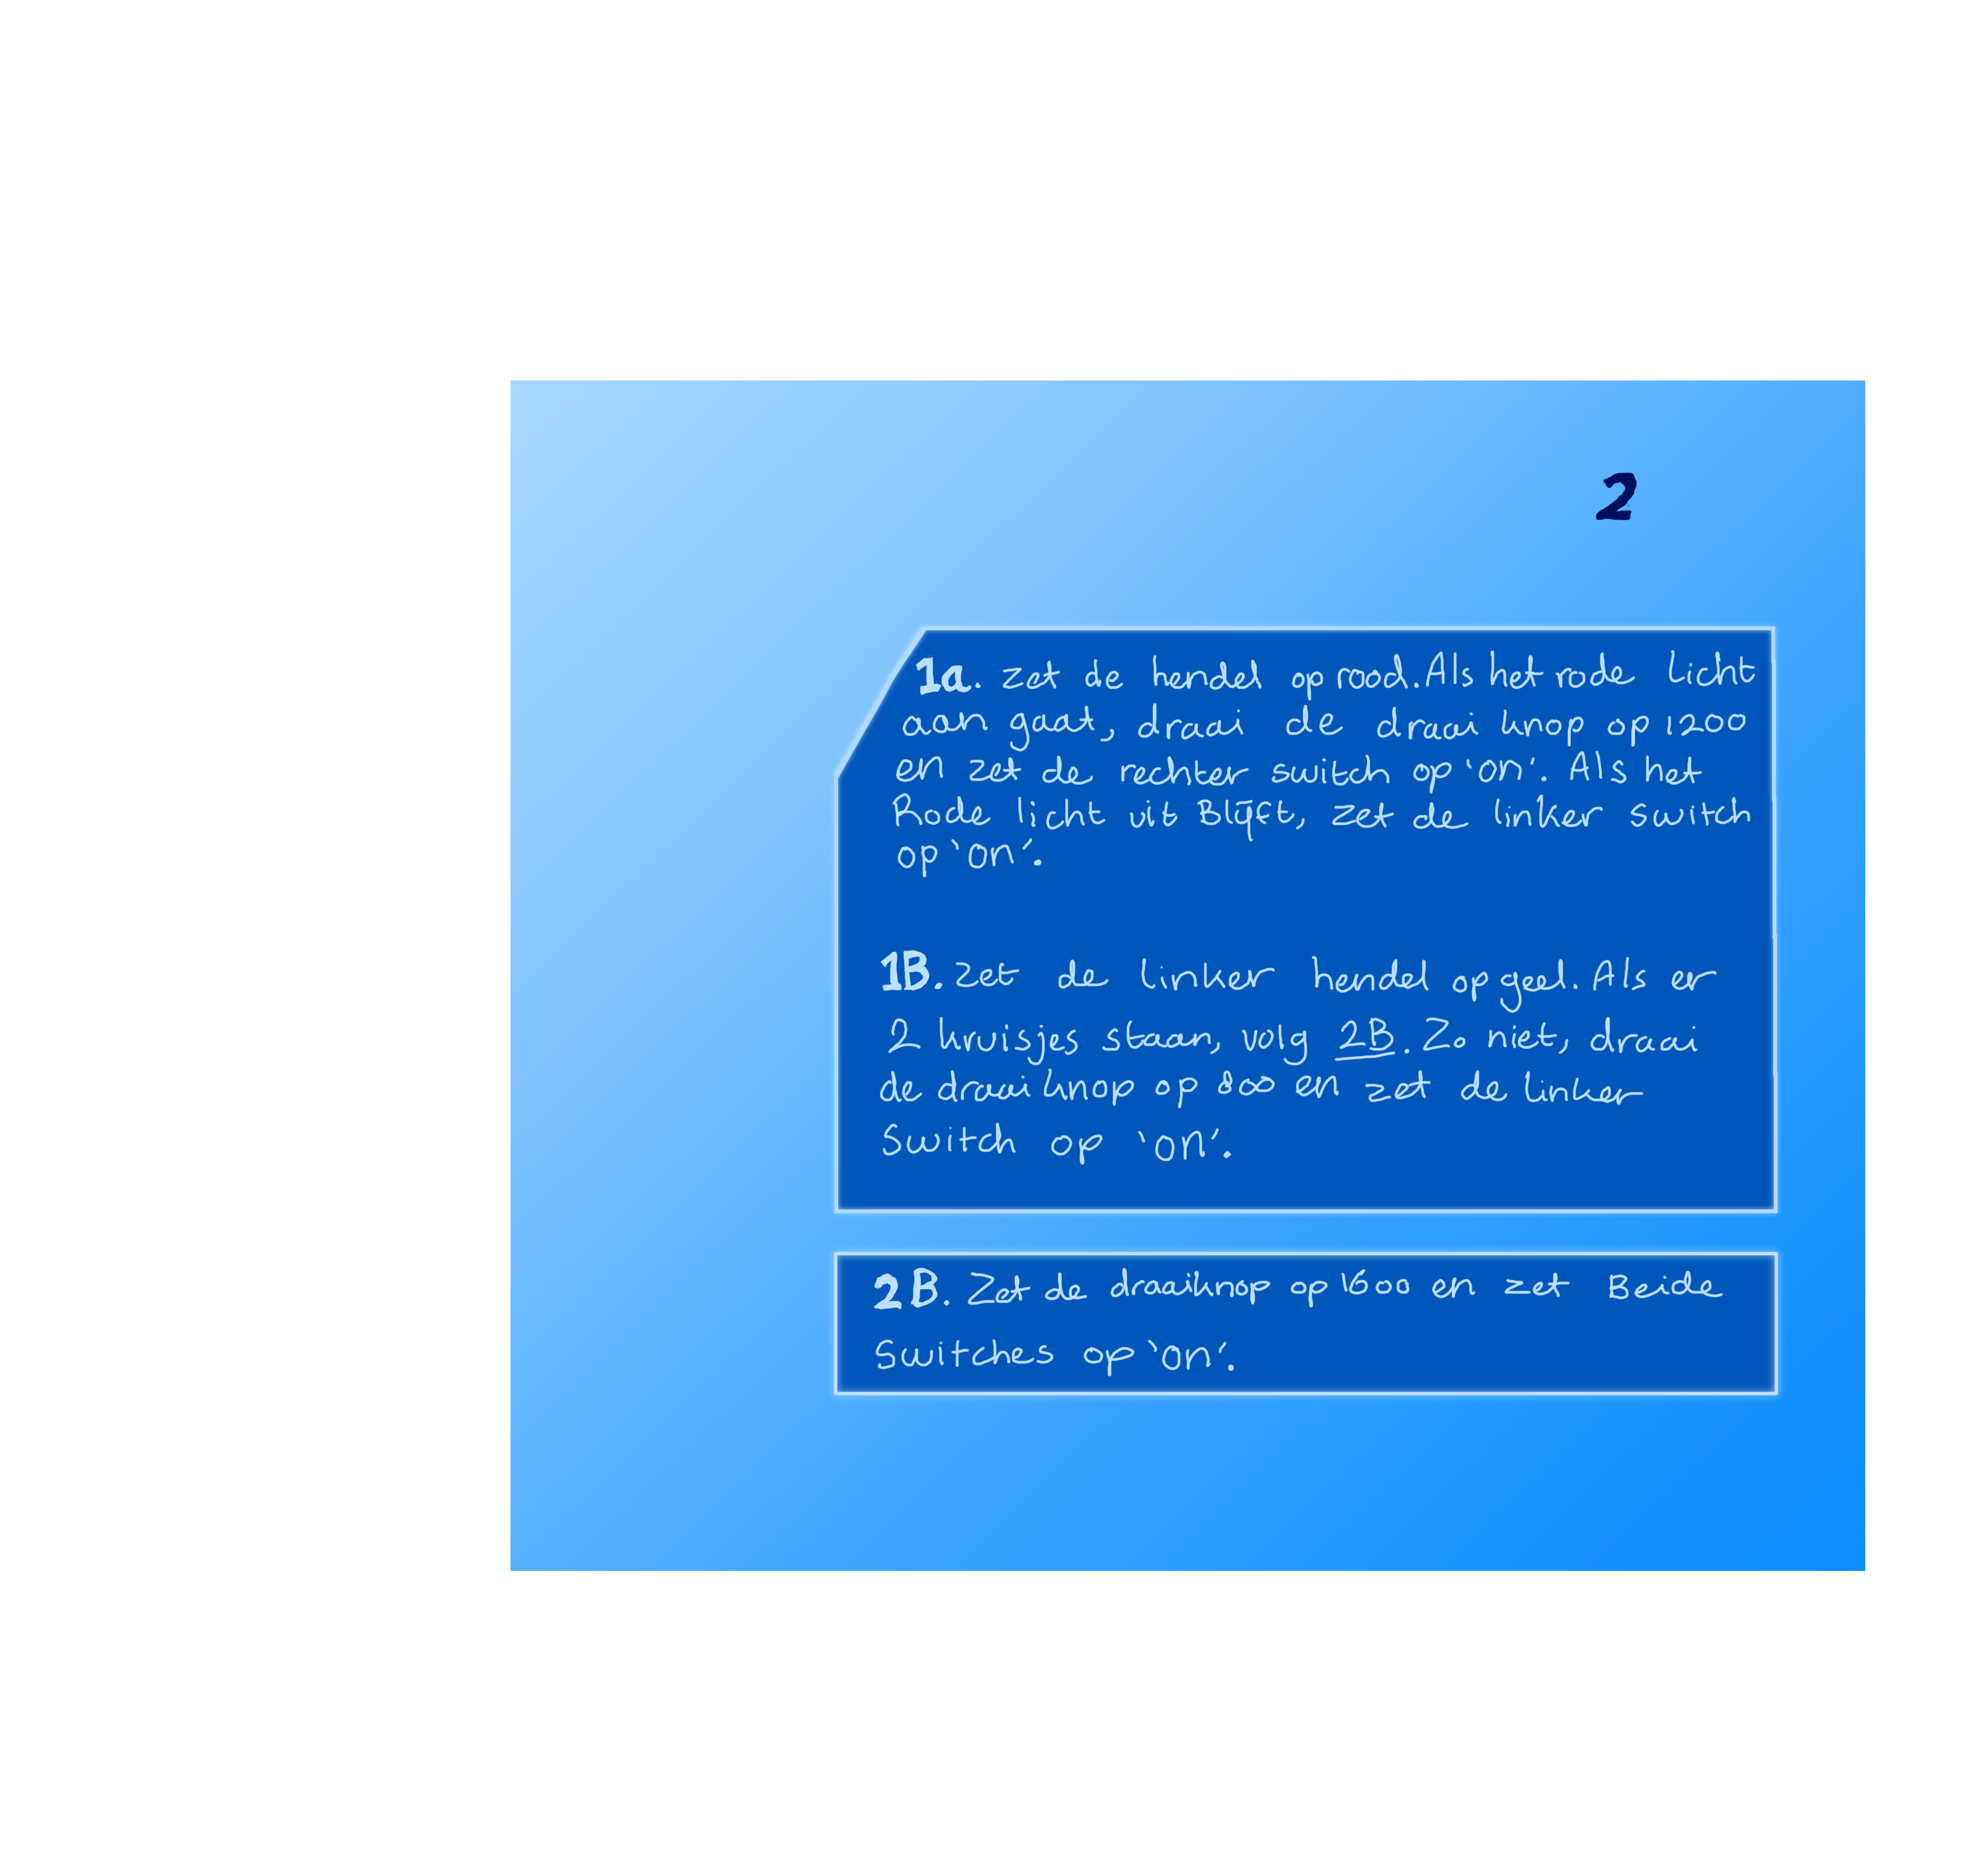 2
1a. zet de hendel op rood. Als het rode licht
aan gaat, draai de draai knop op 1200
en zet de rechter switch op 'on'. Als het
Rode licht uit Blijft, zet de linker switch
op 'on'.
1B. Zet de linker hendel op geel. Als er
2 kruisjes staan, volg 2B. Zo niet, draai
de draaiknop op 800 en zet de linker
Switch op 'on'.
2B. Zet de draaiknop op 1600 en zet Beide
Switches op 'on'.